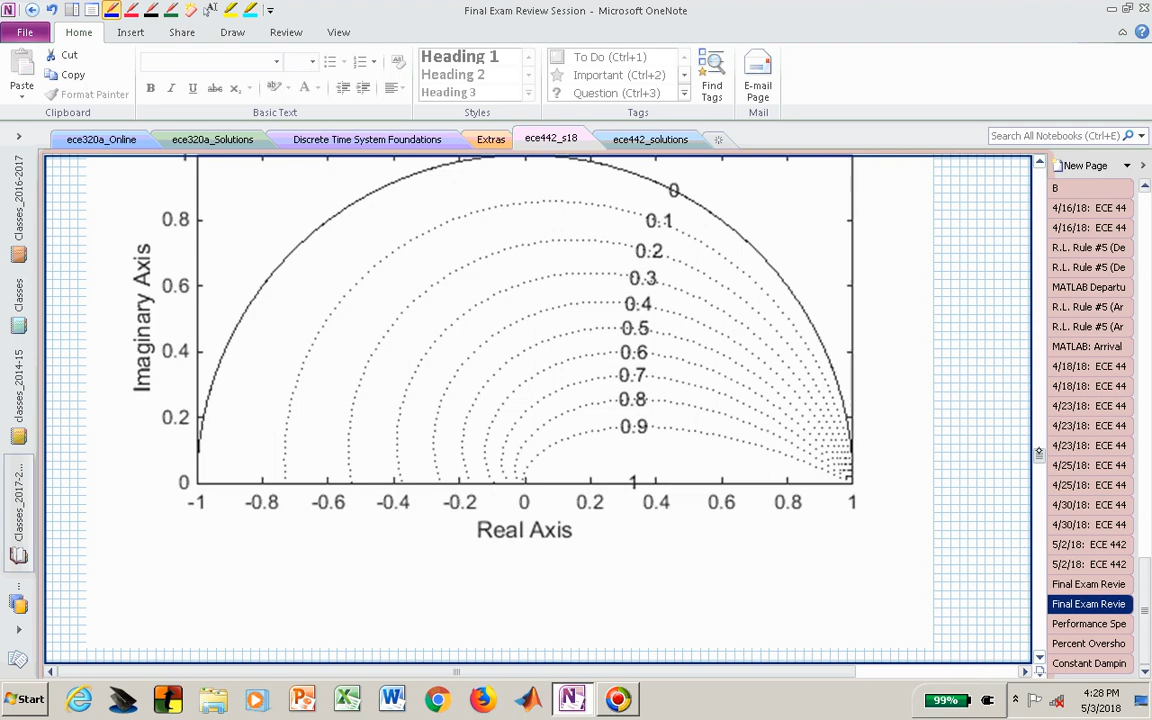 Final Exam Review Session - Microsoft OneNote
File
Home
Insert
Share
Draw
Review
View
Paste
Cut
Copy
Format Painter
Clipboard
Basic Text
Heading 1
Heading 2
Heading 3
Styles
To Do (Ctrl+1)
Important (Ctrl+2)
Question (Ctrl+3)
Tags
Find
Tags
E-mail
Page
Mail
ece320a_Online
ece320a_Solutions
Discrete Time System Foundations
Extras
ece442_s18
ece442_solutions
Search All Notebooks (Ctrl+E)
Classes_2016-2017
Classes
classes_2014-15
Classes_2017-2...
0
0.1
0.2
0.3
0.4
0.5
0.6
0.7
0.8
0.9
1
0.8
0.6
0.4
0.2
0
Imaginary Axis
-1 -0.8 -0.6 -0.4 -0.2 0 0.2 0.4 0.6 0.8 1
Real Axis
New Page
B
4/16/18: ECE 44
4/16/18: ECE 44
R.L. Rule #5 (De
R.L. Rule #5 (De
MATLAB Departu
R.L. Rule #5 (Ar
R.L. Rule #5 (Ar
MATLAB: Arrival
4/18/18: ECE 44
4/18/18: ECE 44
4/23/18: ECE 44
4/23/18: ECE 44
4/23/18: ECE 44
4/25/18: ECE 44
4/25/18: ECE 44
4/30/18: ECE 44
4/30/18: ECE 44
5/2/18: ECE 442
5/2/18: ECE 442
Final Exam Revie
Final Exam Revie
Performance Spe
Percent Oversho
Constant Dampin
Start
99%
4:28 PM
5/3/2018